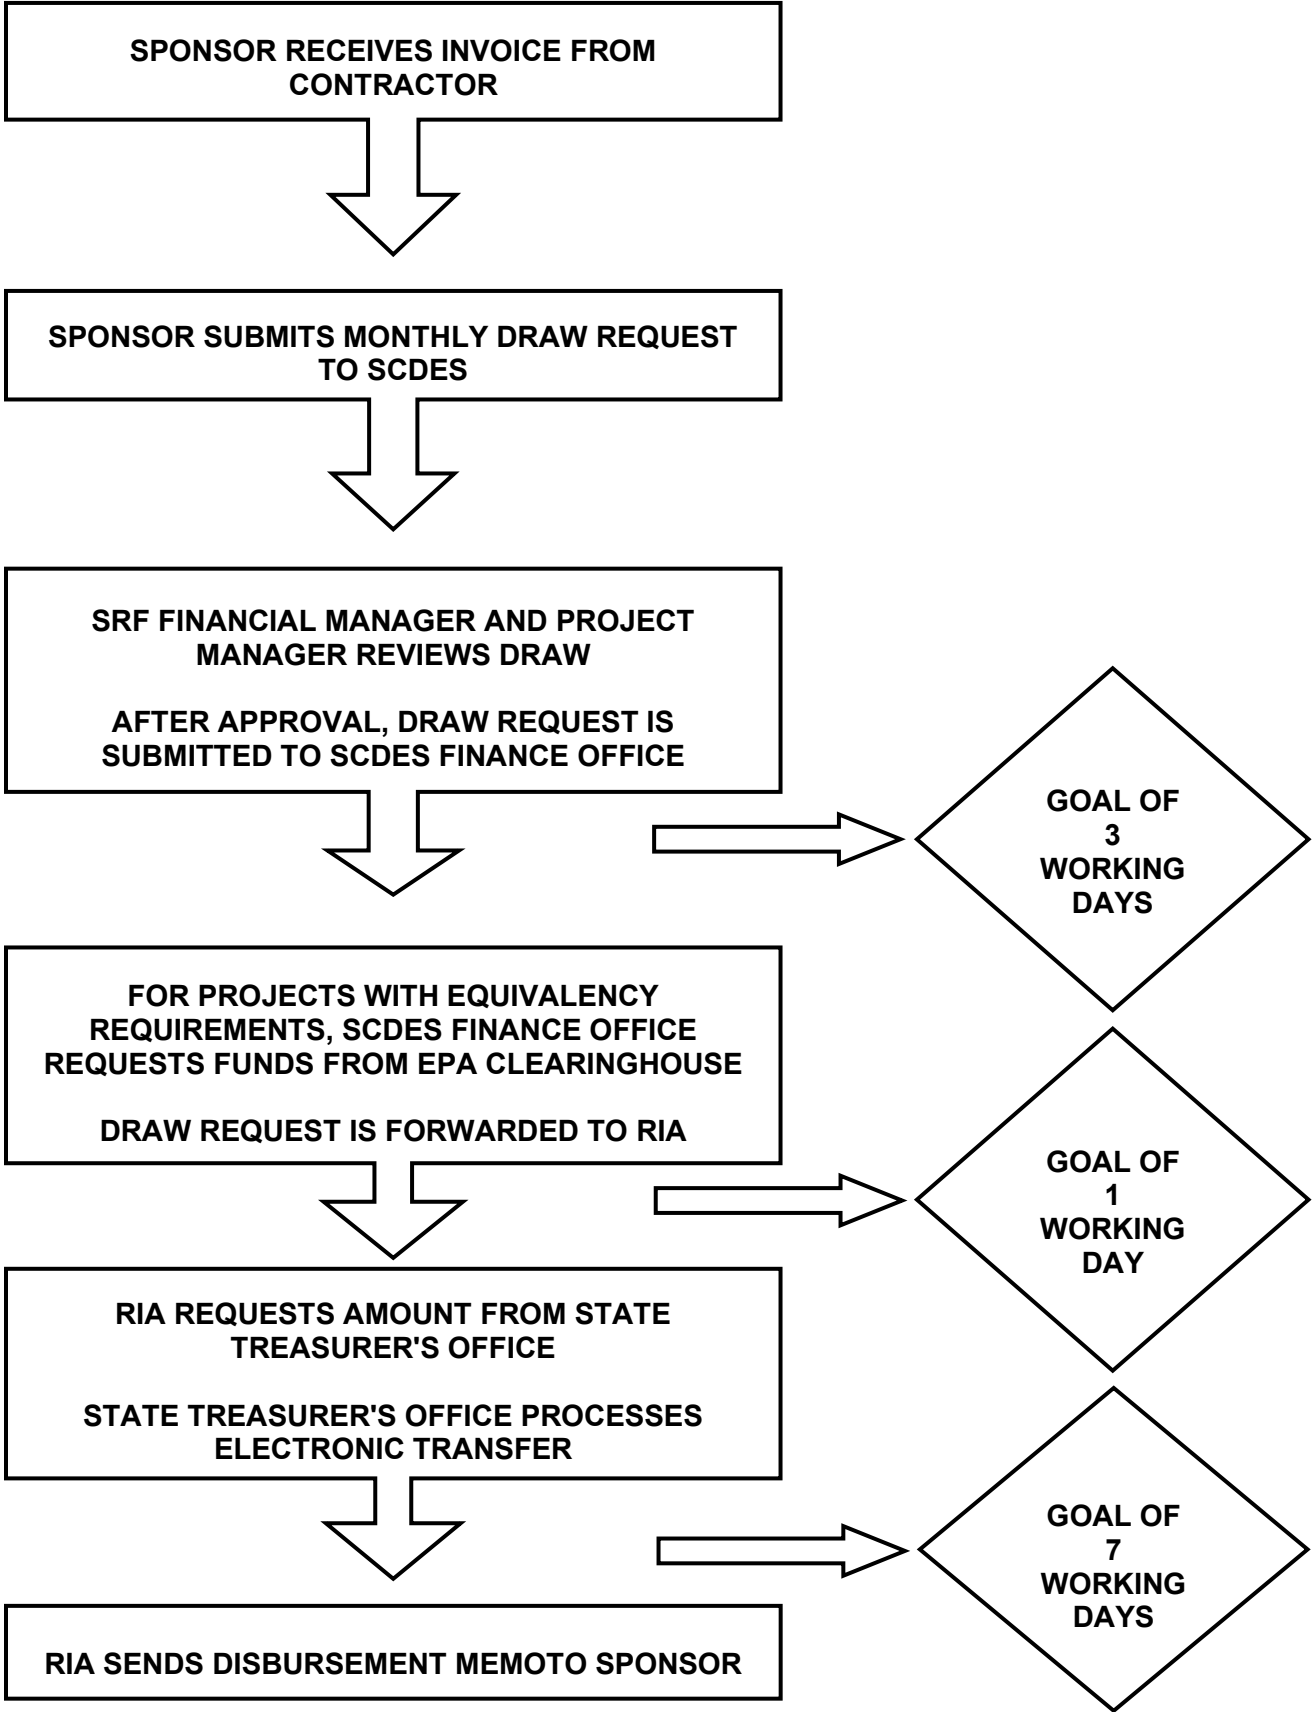 SPONSOR RECEIVES INVOICE FROM
CONTRACTOR
SPONSOR SUBMITS MONTHLY DRAW REQUEST
TO SCDES
SRF FINANCIAL MANAGER AND PROJECT
MANAGER REVIEWS DRAW
AFTER APPROVAL, DRAW REQUEST IS
SUBMITTED TO SCDES FINANCE OFFICE
GOAL OF
3
WORKING
DAYS
FOR PROJECTS WITH EQUIVALENCY
REQUIREMENTS, SCDES FINANCE OFFICE
REQUESTS FUNDS FROM EPA CLEARINGHOUSE
DRAW REQUEST IS FORWARDED TO RIA
GOAL OF
1
WORKING
DAY
RIA REQUESTS AMOUNT FROM STATE
TREASURER'S OFFICE
STATE TREASURER'S OFFICE PROCESSES
ELECTRONIC TRANSFER
GOAL OF
7
WORKING
DAYS
RIA SENDS DISBURSEMENT MEMOTO SPONSOR